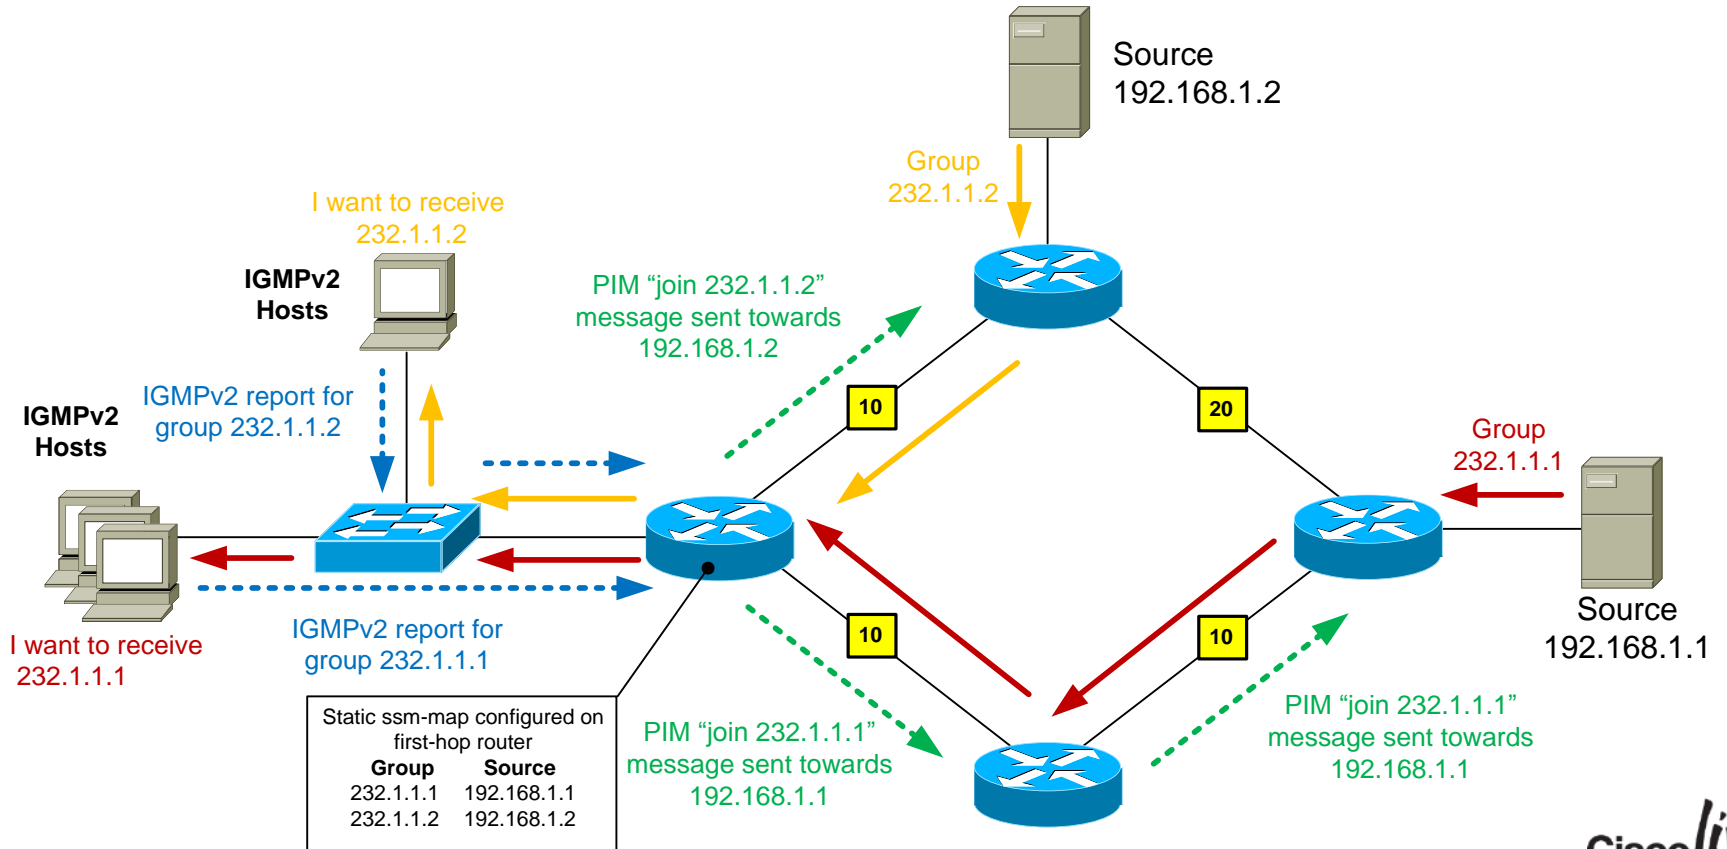 Source
192.168.1.2
Group
232.1.1.2
I want to receive
232.1.1.2
IGMPv2
Hosts
PIM “join 232.1.1.2”
message sent towards
192.168.1.2
IGMPv2 report for
group 232.1.1.2
10
20
IGMPv2
Hosts
Group
232.1.1.1
I want to receive
232.1.1.1
IGMPv2 report for
group 232.1.1.1
10
10
Source
192.168.1.1
Static ssm-map configured on
first-hop router
Group Source
232.1.1.1 192.168.1.1
232.1.1.2 192.168.1.2
PIM “join 232.1.1.1”
message sent towards
192.168.1.1
PIM “join 232.1.1.1”
message sent towards
192.168.1.1